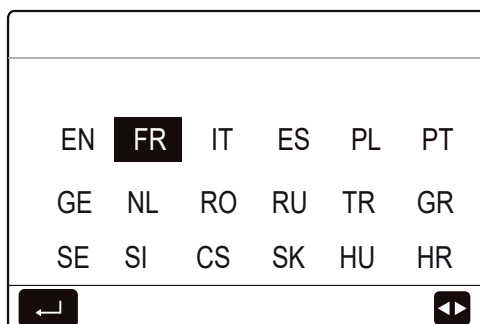 EN FR IT ES PL PT
GE NL RO RU TR GR
SE SI CS SK HU HR